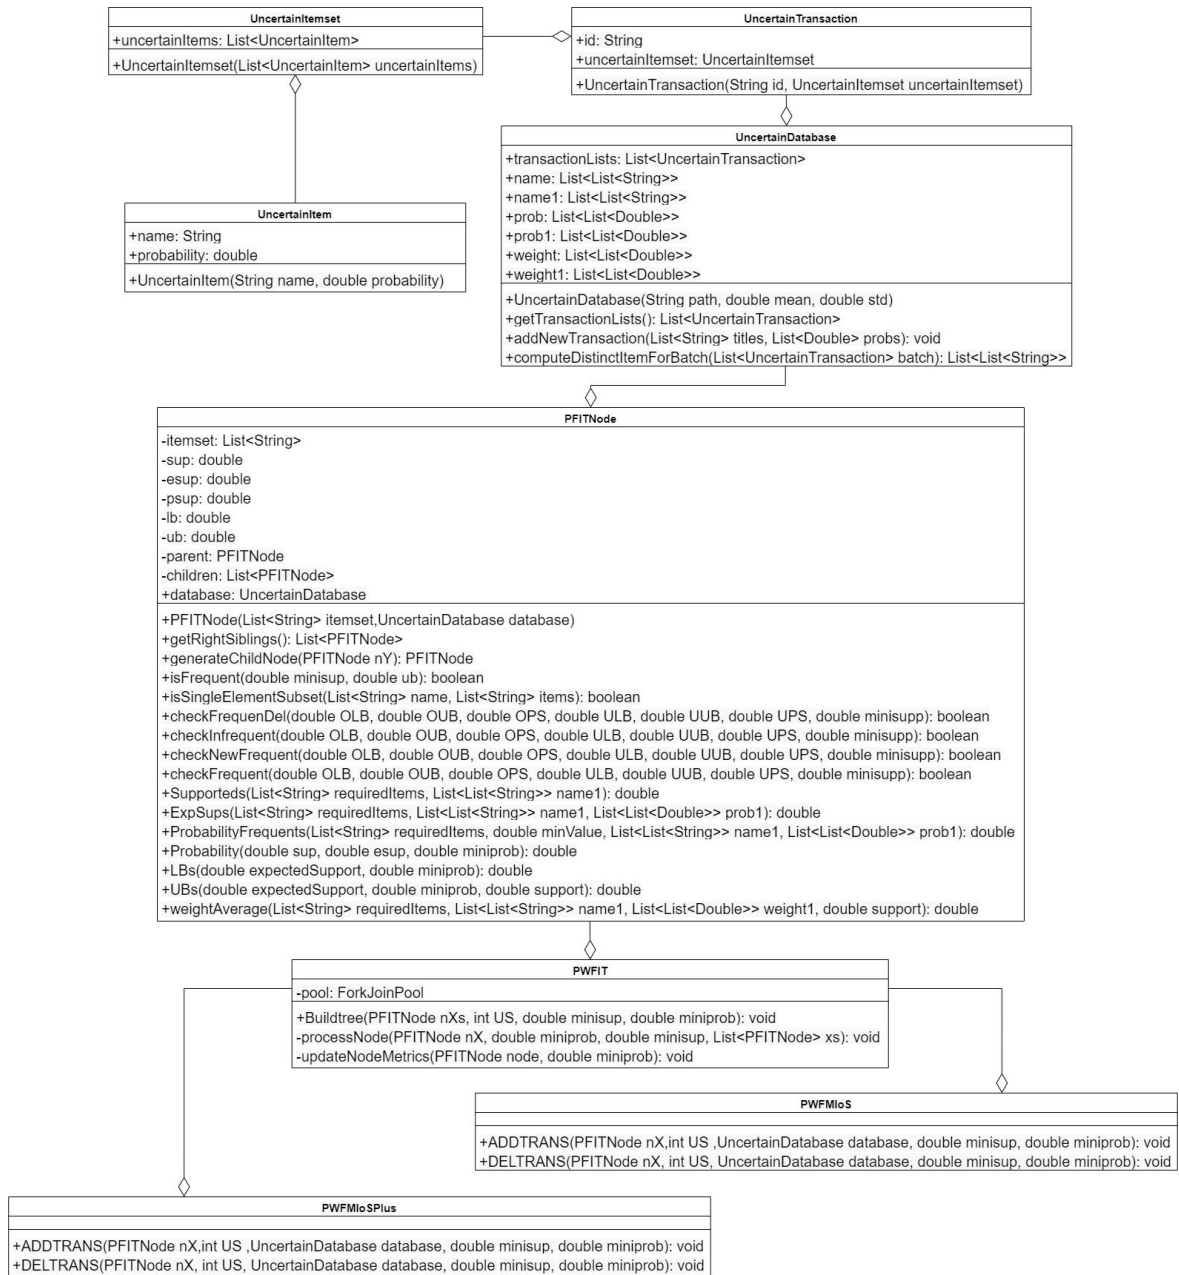 UncertainItemset
+uncertainItems: List<UncertainItem>
+UncertainItemset(List<UncertainItem> uncertainItems)
UncertainTransaction
+id: String
+uncertainItemset: UncertainItemset
+UncertainTransaction(String id, UncertainItemset uncertainItemset)
UncertainDatabase
+transactionLists: List<UncertainTransaction>
+name: List<List<String>>
+name1: List<List<String>>
+prob: List<List<Double>>
+prob1: List<List<Double>>
+weight: List<List<Double>>
+weight1: List<List<Double>>
+UncertainDatabase(String path, double mean, double std)
+getTransactionLists(): List<UncertainTransaction>
+addNewTransaction(List<String> titles, List<Double> probs): void
+computeDistinctItemForBatch(List<UncertainTransaction> batch): List<List<String>>
UncertainItem
+name: String
+probability: double
+UncertainItem(String name, double probability)
PFITNode
-itemset: List<String>
-sup: double
-esup: double
-psup: double
-lb: double
-ub: double
-parent: PFITNode
-children: List<PFITNode>
+database: UncertainDatabase
+PFITNode(List<String> itemset,UncertainDatabase database)
+getRightSiblings(): List<PFITNode>
+generateChildNode(PFITNode nY): PFITNode
+isFrequent(double minisup, double ub): boolean
+isSingleElementSubset(List<String> name, List<String> items): boolean
+checkFrequenDel(double OLB, double OUB, double OPS, double ULB, double UUB, double UPS, double minisupp): boolean
+checkInfrequent(double OLB, double OUB, double OPS, double ULB, double UUB, double UPS, double minisupp): boolean
+checkNewFrequent(double OLB, double OUB, double OPS, double ULB, double UUB, double UPS, double minisupp): boolean
+checkFrequent(double OLB, double OUB, double OPS, double ULB, double UUB, double UPS, double minisupp): boolean
+Supporteds(List<String> requiredItems, List<List<String>> name1): double
+ExpSups(List<String> requiredItems, List<List<String>> name1, List<List<Double>> prob1): double
+ProbabilityFrequents(List<String> requiredItems, double minValue, List<List<String>> name1, List<List<Double>> prob1): double
+Probability(double sup, double esup, double miniprob): double
+LBs(double expectedSupport, double miniprob): double
+UBs(double expectedSupport, double miniprob, double support): double
+weightAverage(List<String> requiredItems, List<List<String>> name1, List<List<Double>> weight1, double support): double
PWFIT
-pool: ForkJoinPool
+Buildtree(PFITNode nXs, int US, double minisup, double miniprob): void
-processNode(PFITNode nX, double miniprob, double minisup, List<PFITNode> xs): void
-updateNodeMetrics(PFITNode node, double miniprob): void
PWFMIoS
+ADDTRANS(PFITNode nX,int US ,UncertainDatabase database, double minisup, double miniprob): void
+DELTRANS(PFITNode nX, int US, UncertainDatabase database, double minisup, double miniprob): void
PWFMIoSPlus
+ADDTRANS(PFITNode nX,int US ,UncertainDatabase database, double minisup, double miniprob): void
+DELTRANS(PFITNode nX, int US, UncertainDatabase database, double minisup, double miniprob): void